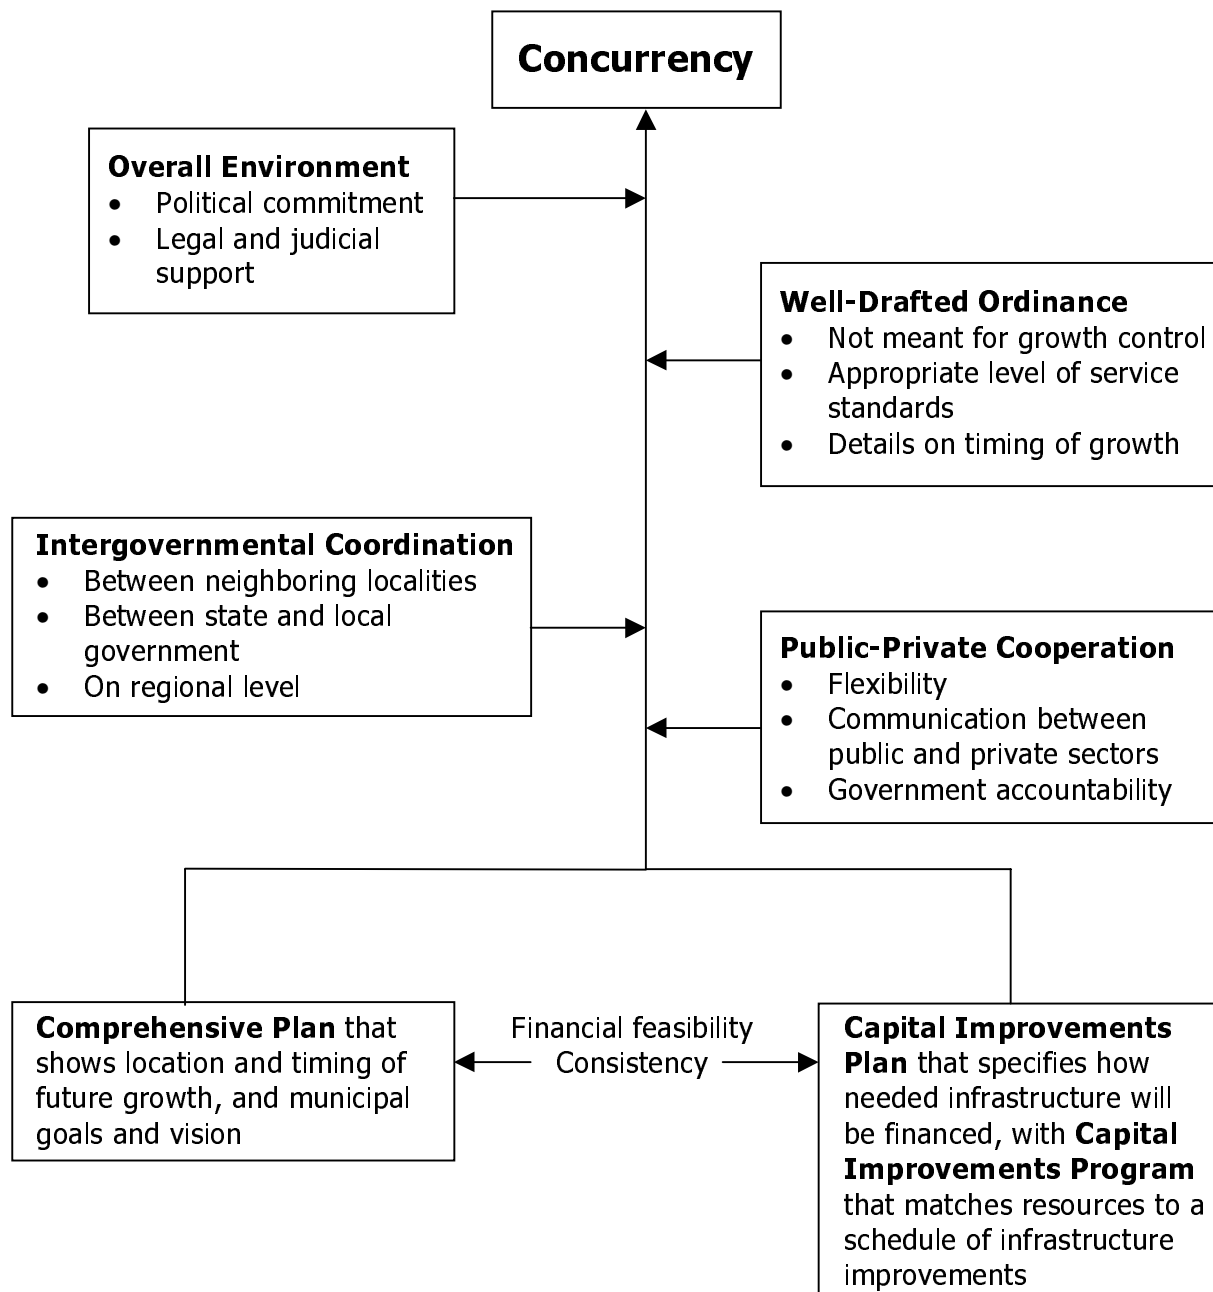 Concurrency
Overall Environment
• Political commitment
• Legal and judicial
support
Well-Drafted Ordinance
• Not meant for growth control
• Appropriate level of service
standards
• Details on timing of growth
Intergovernmental Coordination
• Between neighboring localities
• Between state and local
government
• On regional level
Public-Private Cooperation
• Flexibility
• Communication between
public and private sectors
• Government accountability
Comprehensive Plan that
shows location and timing of
future growth, and municipal
goals and vision
Financial feasibility
Consistency
Capital Improvements
Plan that specifies how
needed infrastructure will
be financed, with Capital
Improvements Program
that matches resources to a
schedule of infrastructure
improvements